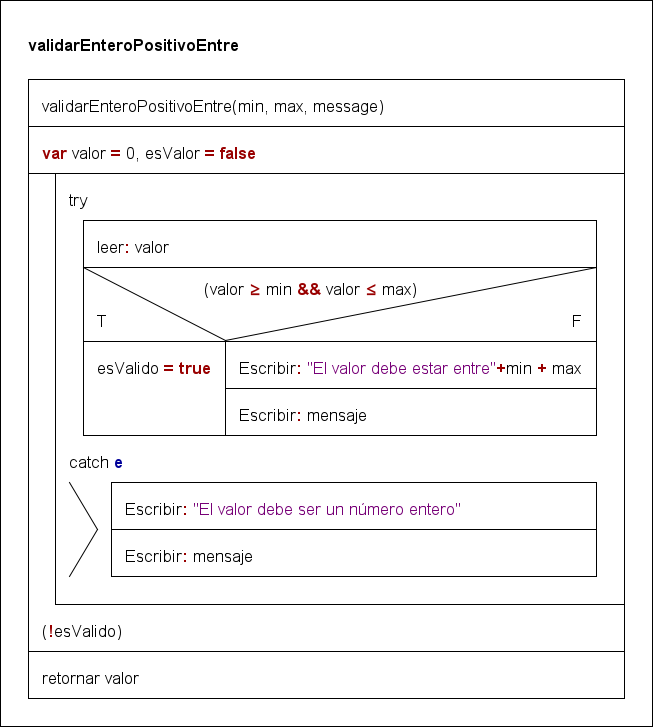 validarEnteroPositivoEntre
validarEnteroPositivoEntre(min, max, message)
var valor = 0, esValor = false
try
leer: valor
(valor ≥ min && valor ≤ max)
T F
esValido = true
Escribir: "El valor debe estar entre"+min + max
Escribir: mensaje
catch e
Escribir: "El valor debe ser un número entero"
Escribir: mensaje
(!esValido)
retornar valor